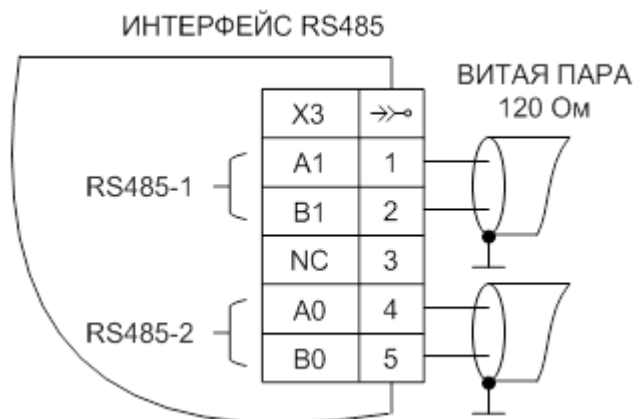 ИНТЕРФЕЙС RS485
ВИТАЯ ПАРА
120 Ом
X3
RS485-1
A1 1
B1 2
NC 3
RS485-2
A0 4
B0 5